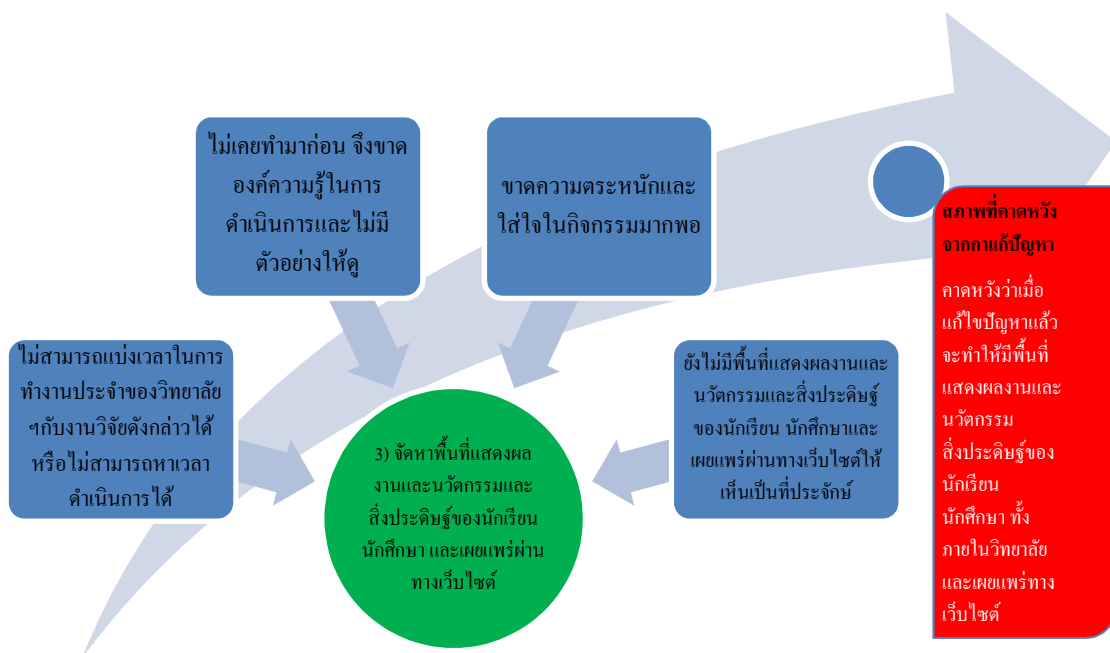 ไม่เคยทำมาก่อน จึงขาด
องค์ความรู้ในการ
ดำเนินการและไม่มี
ตัวอย่างให้ดู
ขาดความตระหนักและ
ใส่ใจในกิจกรรมมากพอ
ไม่สามารถแบ่งเวลาในการ
ทำงานประจำของวิทยาลัย
ฯกับงานวิจัยดังกล่าวได้
หรือไม่สามารถหาเวลา
ดำเนินการได้
3) จัดหาพื้นที่แสดงผล
งานและนวัตกรรมและ
สิ่งประดิษฐ์ของนักเรียน
นักศึกษา และเผยแพร่ผ่าน
ทางเว็บไซต์
ยังไม่มีพื้นที่แสดงผลงานและ
นวัตกรรมและสิ่งประดิษฐ์
ของนักเรียน นักศึกษาและ
เผยแพร่ผ่านทางเว็บไซต์ให้
เห็นเป็นที่ประจักษ์
สภาพที่คาดหวัง
จากกาแก้ปัญหา
คาดหวังว่าเมื่อ
แก้ไขปัญหาแล้ว
จะทำให้มีพื้นที่
แสดงผลงานและ
นวัตกรรม
สิ่งประดิษฐ์ของ
นักเรียน
นักศึกษา ทั้ง
ภายในวิทยาลัย
และเผยแพร่ทาง
เว็บไซต์